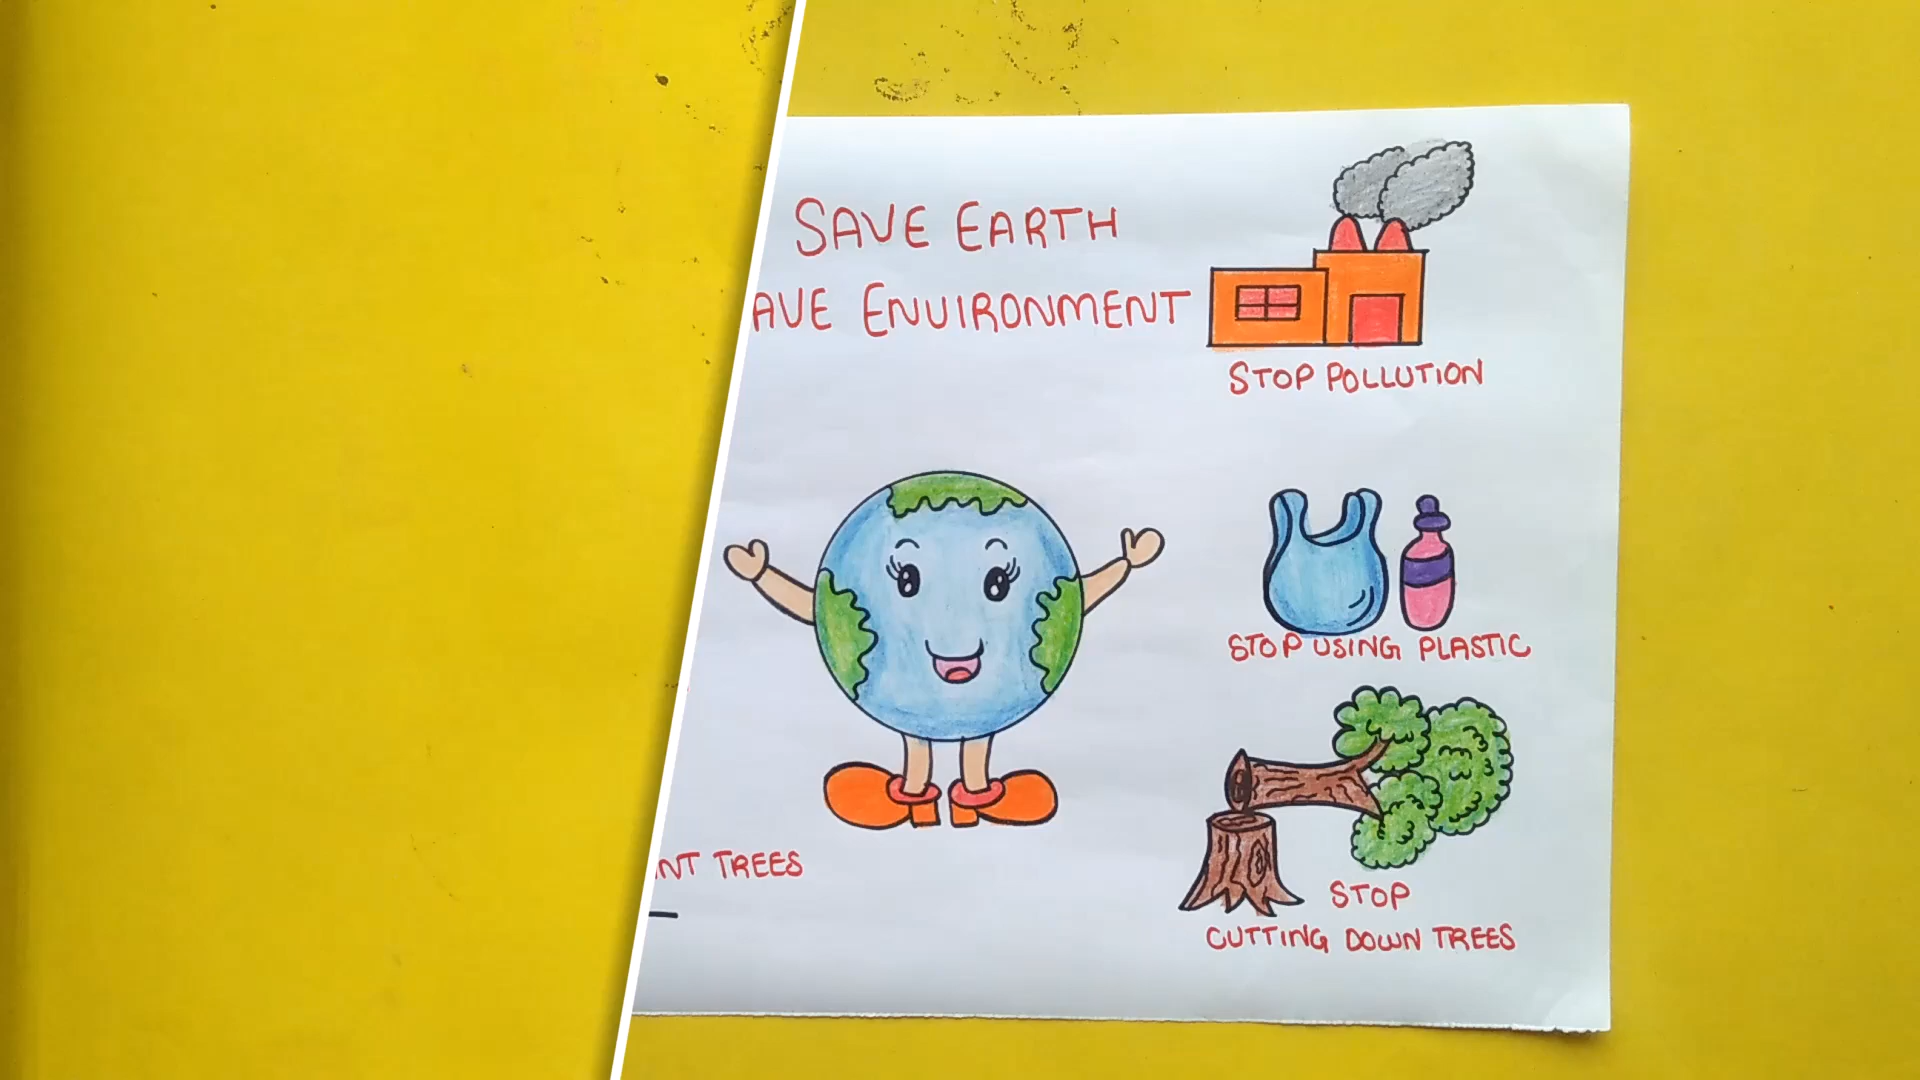 SAVE EARTH
AVE ENVIRONMENT
STOP POLLUTION
STOP USING PLASTIC
NT TREES
STOP
CUTTING DOWN TREES